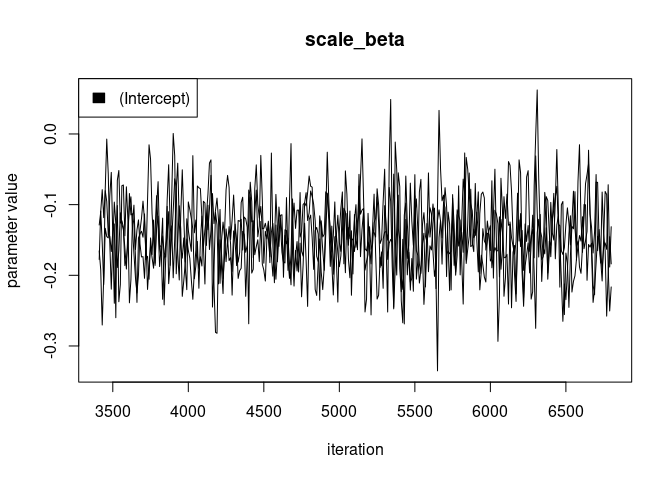 scale_beta
(Intercept)
parameter value
0.0
-0.1
-0.2
-0.3
3500 4000 4500 5000 5500 6000 6500
iteration